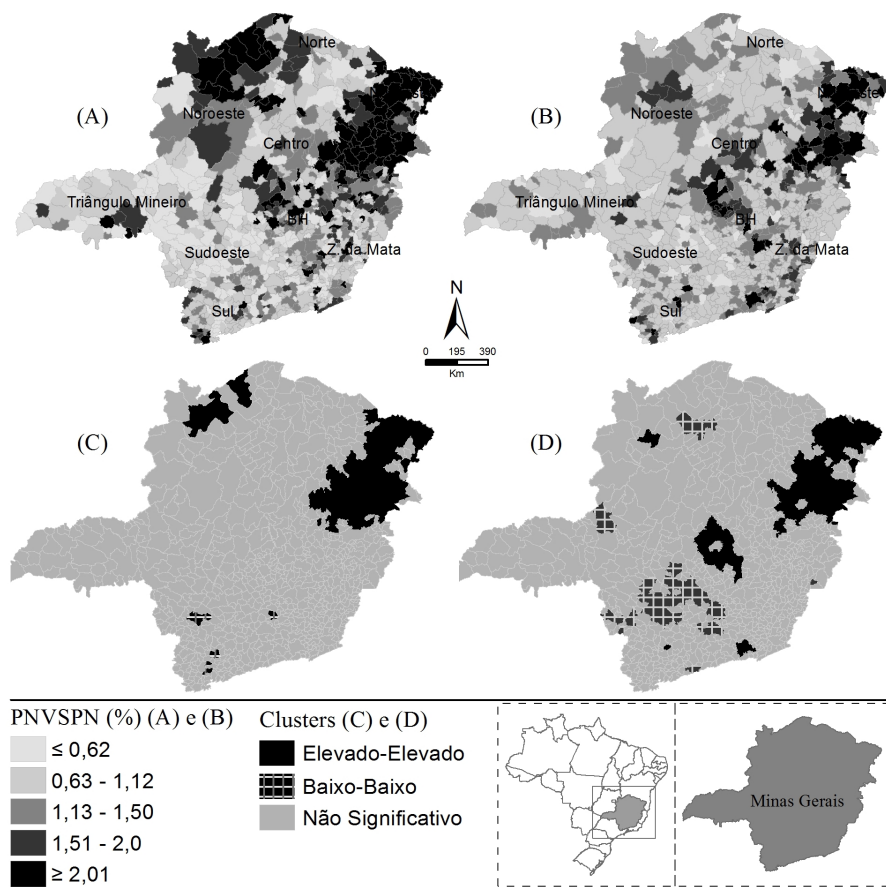 (A)
Norte
Nordeste
Noroeste
Centro
Triângulo Mineiro
BH
Sudoeste
Z. da Mata
Sul
(B)
Norte
Nordeste
Noroeste
Centro
Triângulo Mineiro
BH
Sudoeste
Z. da Mata
Sul
N
0 195 390
Km
(C)
(D)
PNVSPN (%) (A) e (B)
≤ 0,62
0,63 - 1,12
1,13 - 1,50
1,51 - 2,0
≥ 2,01
Clusters (C) e (D)
Elevado-Elevado
Baixo-Baixo
Não Significativo
Minas Gerais